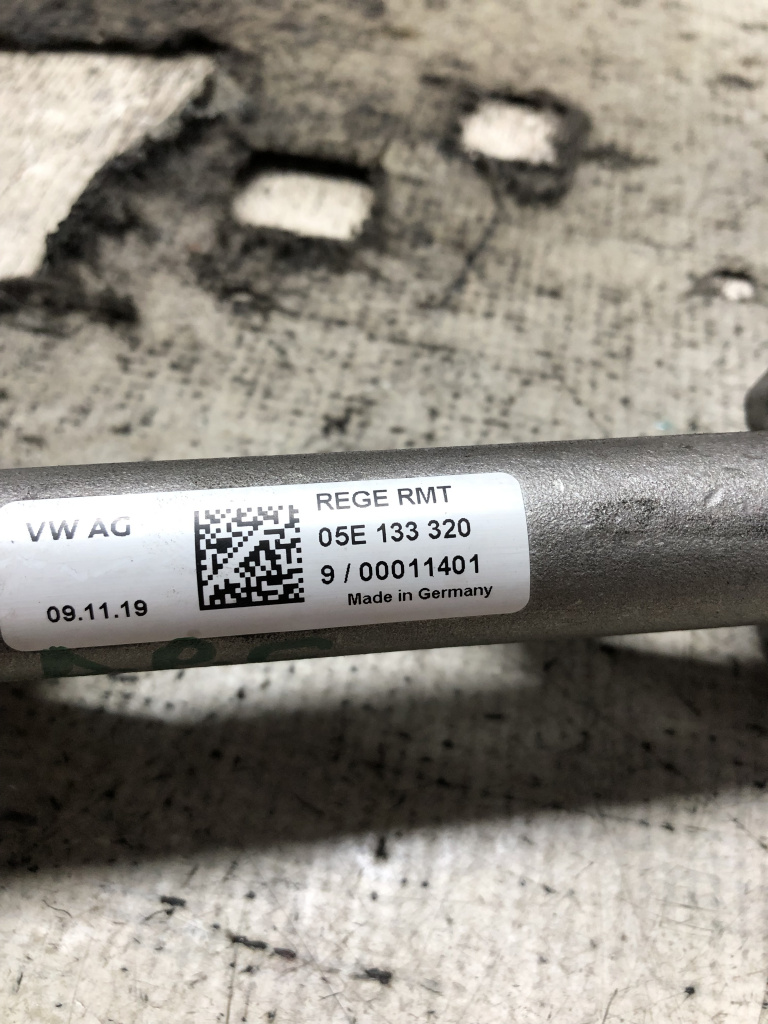 VW AG
09.11.19
REGE RMT
05E 133 320
9 / 00011401
Made in Germany